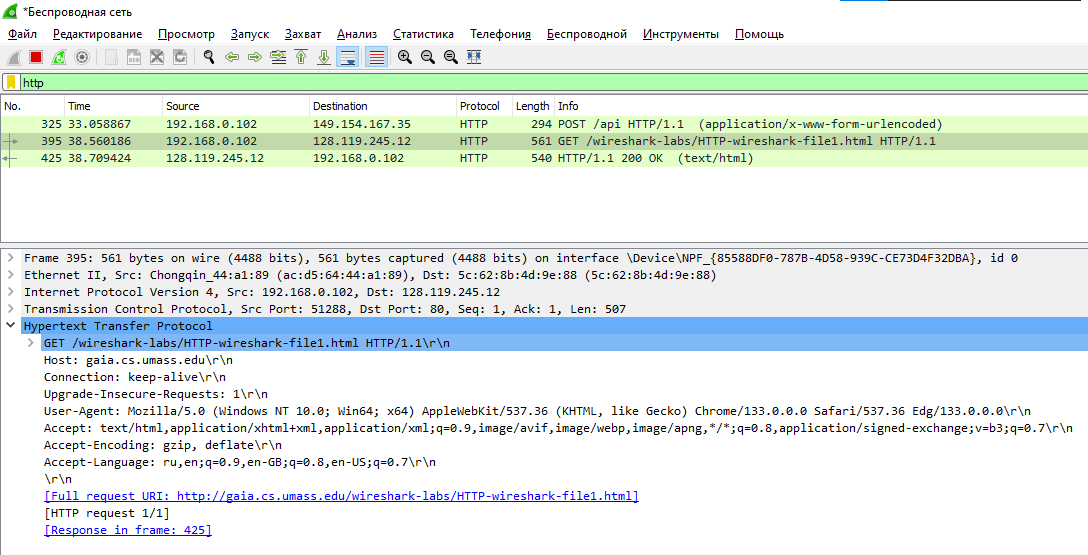 *Беспроводная сеть
Файл Редактирование Просмотр Запуск Захват Анализ Статистика Телефония Беспроводной Инструменты Помощь
http
No. Time Source Destination Protocol Length Info
325 33.058867 192.168.0.102 149.154.167.35 HTTP 294 POST /api HTTP/1.1 (application/x-www-form-urlencoded)
395 38.560186 192.168.0.102 128.119.245.12 HTTP 561 GET /wireshark-labs/HTTP-wireshark-file1.html HTTP/1.1
425 38.709424 128.119.245.12 192.168.0.102 HTTP 540 HTTP/1.1 200 OK (text/html)
Frame 395: 561 bytes on wire (4488 bits), 561 bytes captured (4488 bits) on interface \Device\NPF_{85588DF0-787B-4D58-939C-CE73D4F32DBA}, id 0
Ethernet II, Src: Chongqin_44:a1:89 (ac:d5:64:44:a1:89), Dst: 5c:62:8b:4d:9e:88 (5c:62:8b:4d:9e:88)
Internet Protocol Version 4, Src: 192.168.0.102, Dst: 128.119.245.12
Transmission Control Protocol, Src Port: 51288, Dst Port: 80, Seq: 1, Ack: 1, Len: 507
Hypertext Transfer Protocol
GET /wireshark-labs/HTTP-wireshark-file1.html HTTP/1.1\r\n
Host: gaia.cs.umass.edu\r\n
Connection: keep-alive\r\n
Upgrade-Insecure-Requests: 1\r\n
User-Agent: Mozilla/5.0 (Windows NT 10.0; Win64; x64) AppleWebKit/537.36 (KHTML, like Gecko) Chrome/133.0.0.0 Safari/537.36 Edg/133.0.0.0\r\n
Accept: text/html,application/xhtml+xml,application/xml;q=0.9,image/avif,image/webp,image/apng,*/*;q=0.8,application/signed-exchange;v=b3;q=0.7\r\n
Accept-Encoding: gzip, deflate\r\n
Accept-Language: ru,en;q=0.9,en-GB;q=0.8,en-US;q=0.7\r\n
\r\n
[Full request URI: http://gaia.cs.umass.edu/wireshark-labs/HTTP-wireshark-file1.html]
[HTTP request 1/1]
[Response in frame: 425]